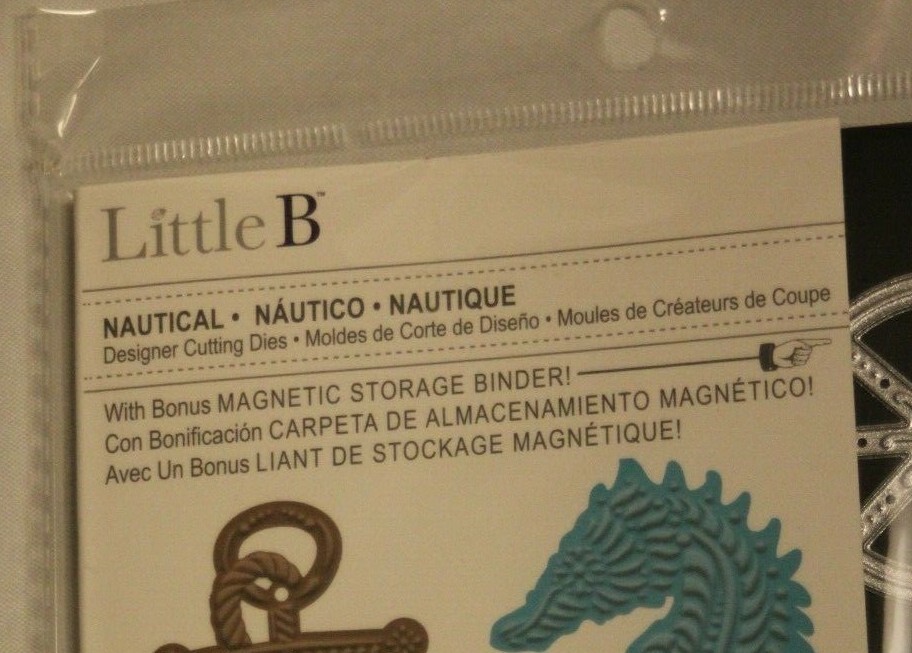 Little B™
NAUTICAL • NÁUTICO • NAUTIQUE
Designer Cutting Dies • Moldes de Corte de Diseño • Moules de Créateurs de Coupe
With Bonus MAGNETIC STORAGE BINDER!
Con Bonificación CARPETA DE ALMACENAMIENTO MAGNÉTICO!
Avec Un Bonus LIANT DE STOCKAGE MAGNÉTIQUE!